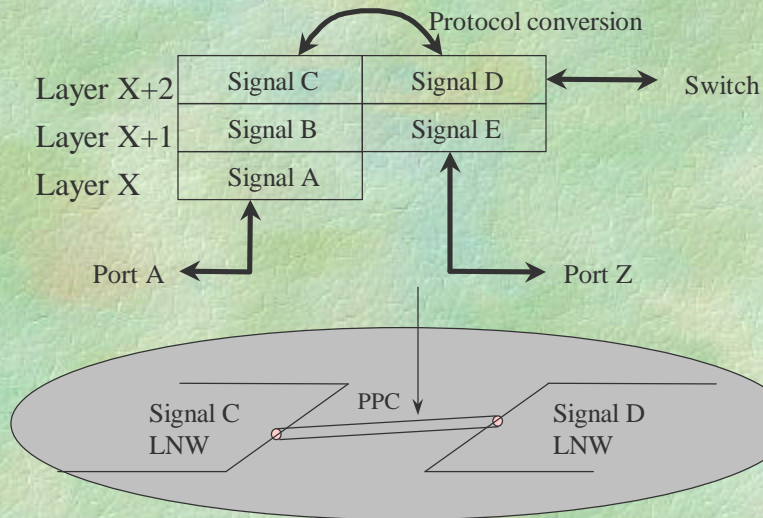 Protocol conversion
Layer X+2 Signal C Signal D Switch
Layer X+1 Signal B Signal E
Layer X Signal A
Port A Port Z
PPC
Signal C Signal D
LNW LNW